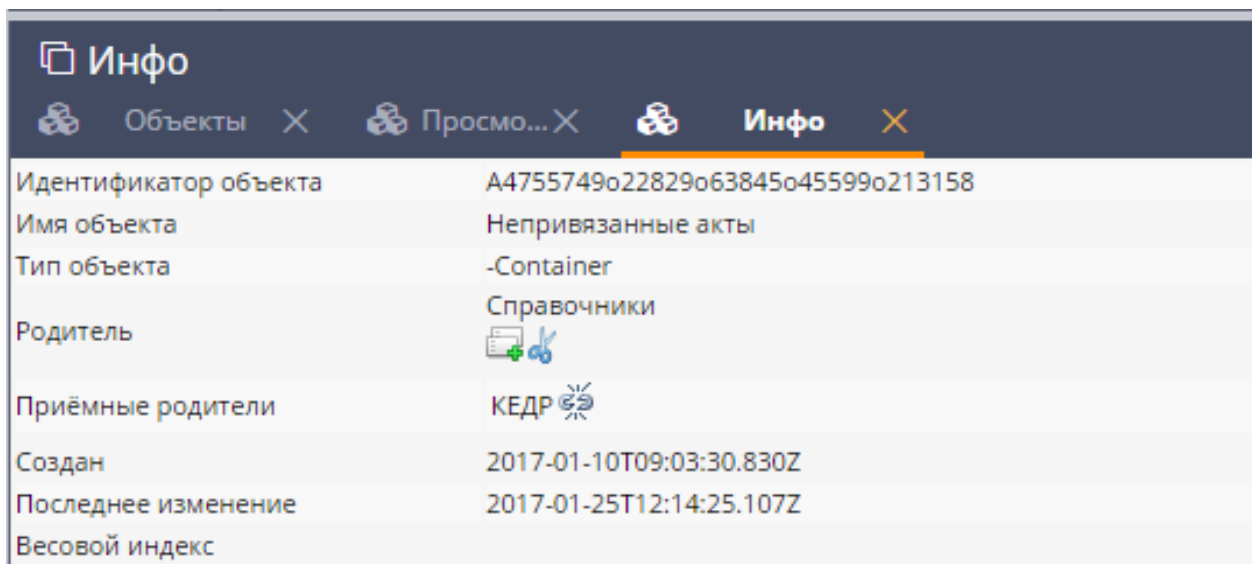 Инфо
Объекты Просмо... Инфо
Идентификатор объекта A4755749o22829o63845o45599o213158
Имя объекта Непривязанные акты
Тип объекта -Container
Родитель Справочники
Приёмные родители КЕДР
Создан 2017-01-10T09:03:30.830Z
Последнее изменение 2017-01-25T12:14:25.107Z
Весовой индекс